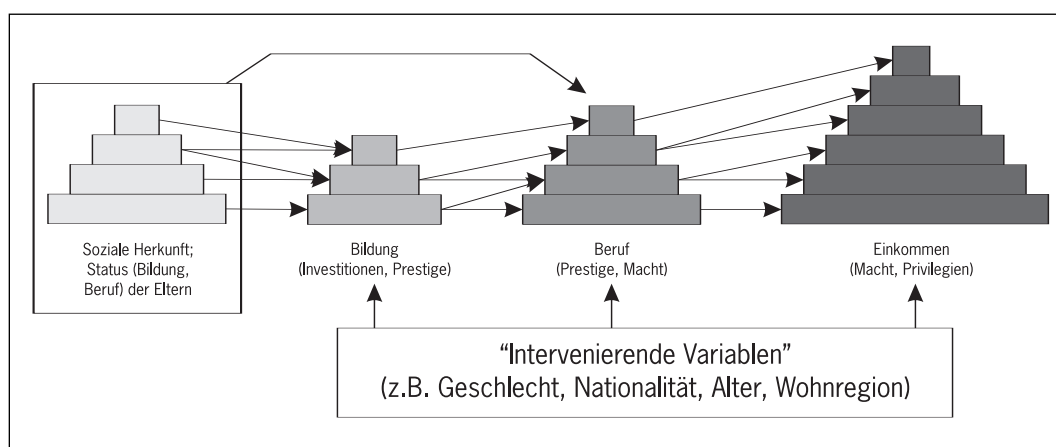 Soziale Herkunft;
Status (Bildung,
Beruf) der Eltern
Bildung
(Investitionen, Prestige)
Beruf
(Prestige, Macht)
Einkommen
(Macht, Privilegien)
“Intervenierende Variablen”
(z.B. Geschlecht, Nationalität, Alter, Wohnregion)